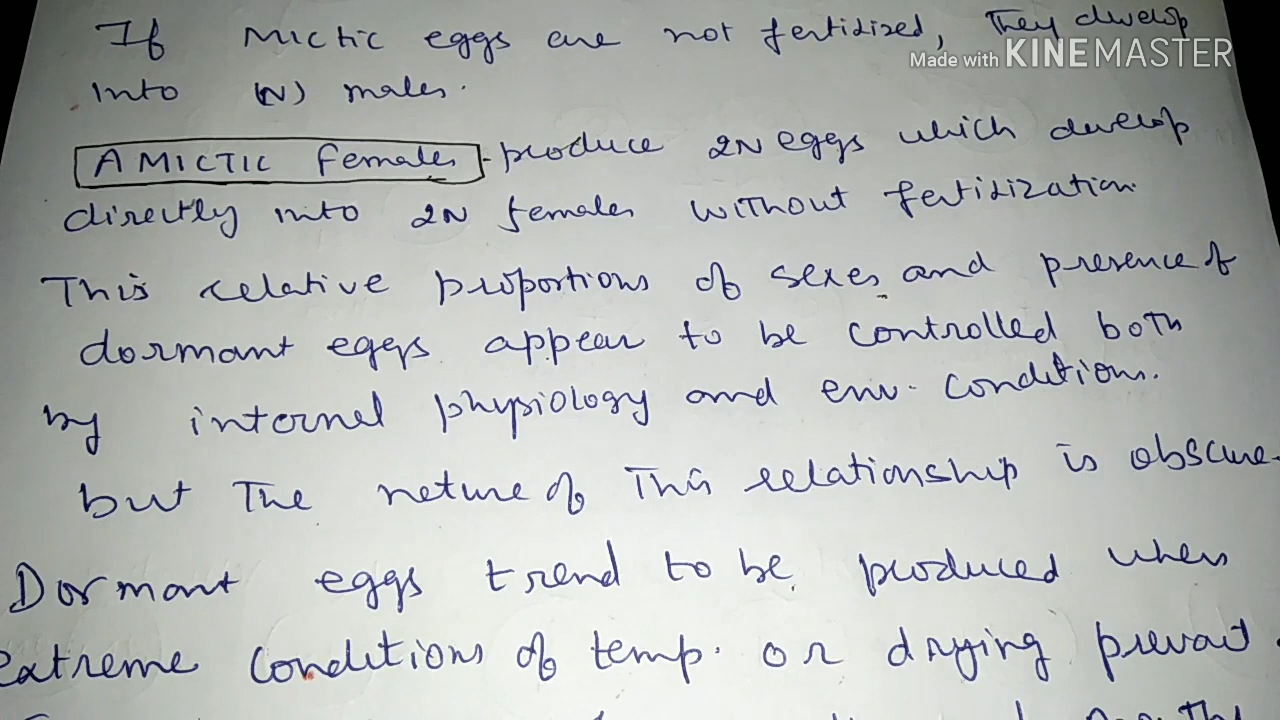 If Mictic eggs are not fertilized, They develop
Made with KINEMASTER
into (N) males.
AMICTIC females - produce 2N eggs which develop
directly into 2N females without fertilization.
This relative proportions of sexes and presence of
dormant eggs appear to be controlled both
by internal physiology and env. conditions.
but The nature of This relationship is obscure.
Dormant eggs trend to be produced when
extreme conditions of temp. or drying prevail.